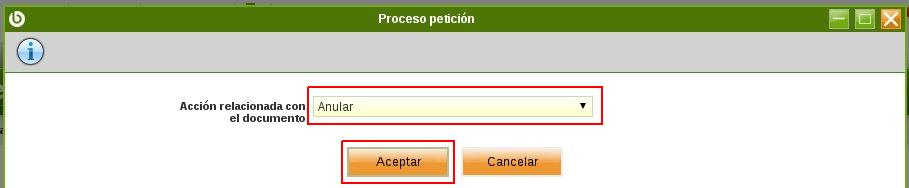 Proceso petición
Acción relacionada con
el documento
Anular
Aceptar
Cancelar